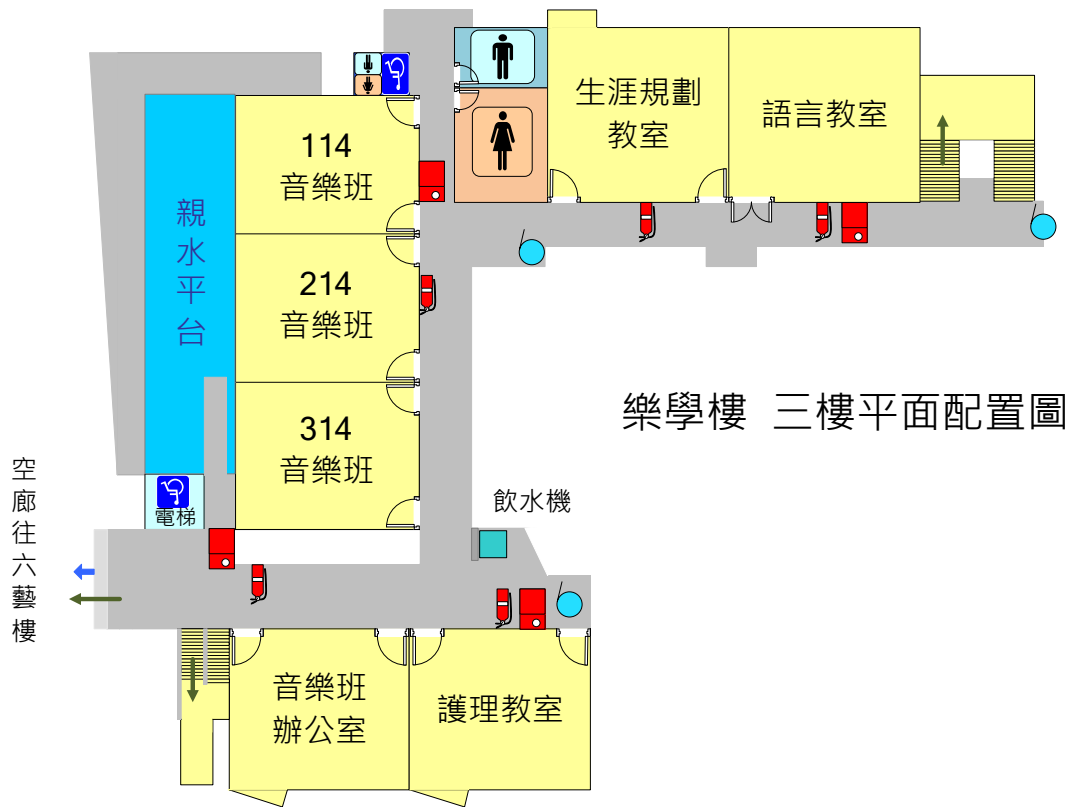 生涯規劃
教室
語言教室
114
音樂班
親水平台
214
音樂班
樂學樓 三樓平面配置圖
314
音樂班
空廊往六藝樓
電梯
飲水機
音樂班
辦公室
護理教室